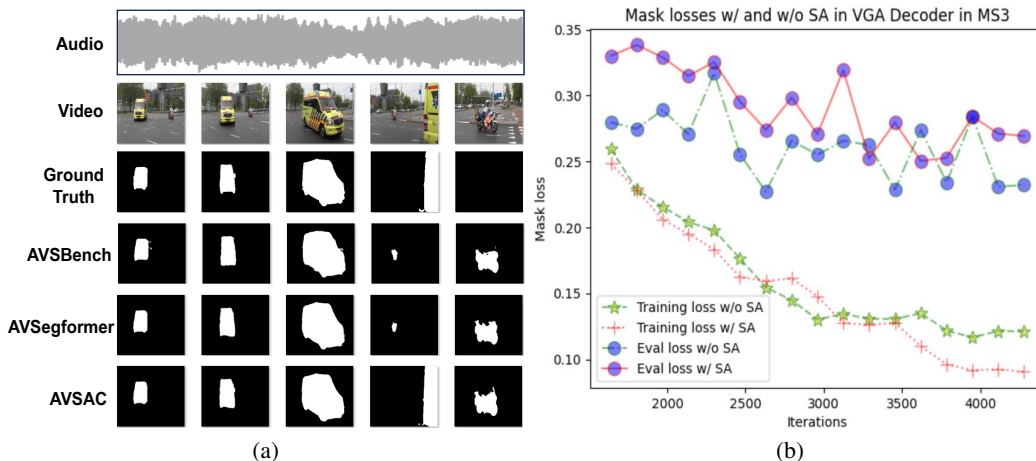 Audio
Video
Ground
Truth
AVSBench
AVSegformer
AVSAC
(a)
Mask losses w/ and w/o SA in VGA Decoder in MS3
Mask loss
0.35
0.30
0.25
0.20
0.15
0.10
Training loss w/o SA
Training loss w/ SA
Eval loss w/o SA
Eval loss w/ SA
2000 2500 3000 3500 4000
Iterations
(b)